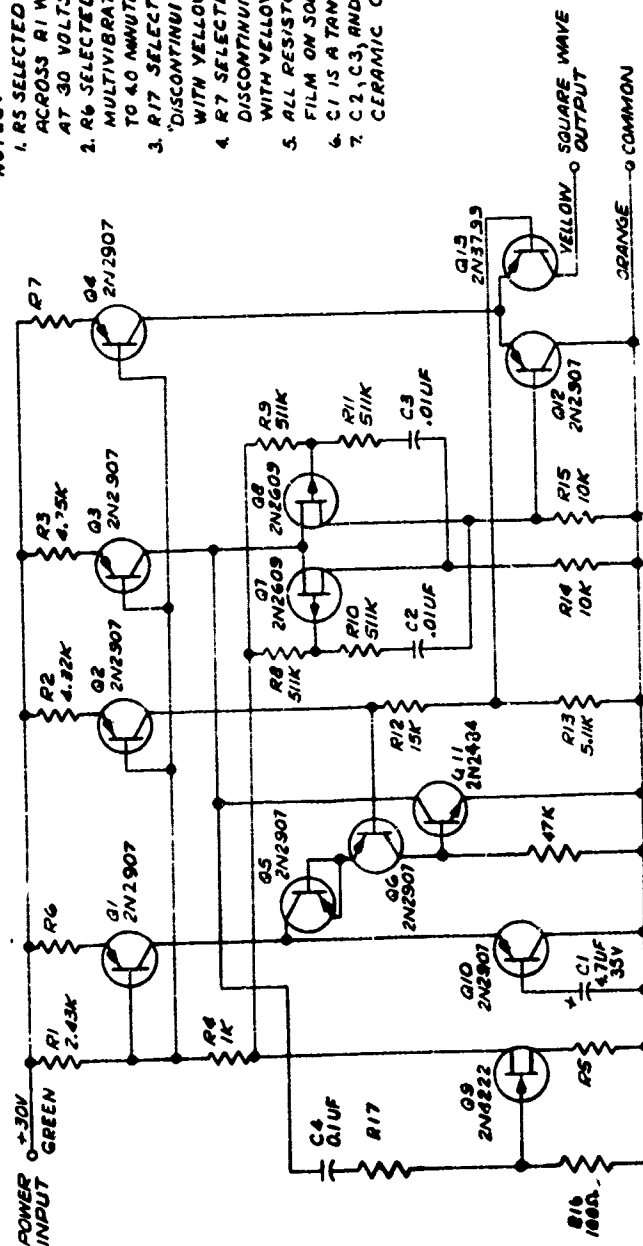 1. R5 SELECTED
ACROSS R1 W
AT 30 VOLTS
2. R6 SELECTED
MULTIVIBRAT
TO 4.0 MINUT
3. R17 SELECT
"DISCONTINUI
WITH YELLOW
4. R7 SELECTE
DISCONTINUI
WITH YELLOW
5. ALL RESISTO
FILM ON SOL
6. C1 IS A TAN
7. C2, C3, AND
CERAMIC C
POWER INPUT
+30V
GREEN
R1
2.43K
R6
Q1
2N2907
R2
4.32K
Q2
2N2907
R3
4.75K
Q3
2N2907
R7
Q4
2N2907
R4
1K
Q5
2N2907
Q6
2N2907
Q7
2N2609
Q8
2N2609
R8
511K
R9
511K
R10
511K
R11
511K
C2
.01UF
C3
.01UF
C4
0.1UF
R17
Q9
2N4222
R5
R16
100Ω
Q10
2N2907
C1
4.7UF
35V
+
Q11
2N2484
47K
R12
15K
R13
5.11K
R14
10K
R15
10K
Q12
2N2907
Q13
2N3799
YELLOW
SQUARE WAVE
OUTPUT
ORANGE
COMMON